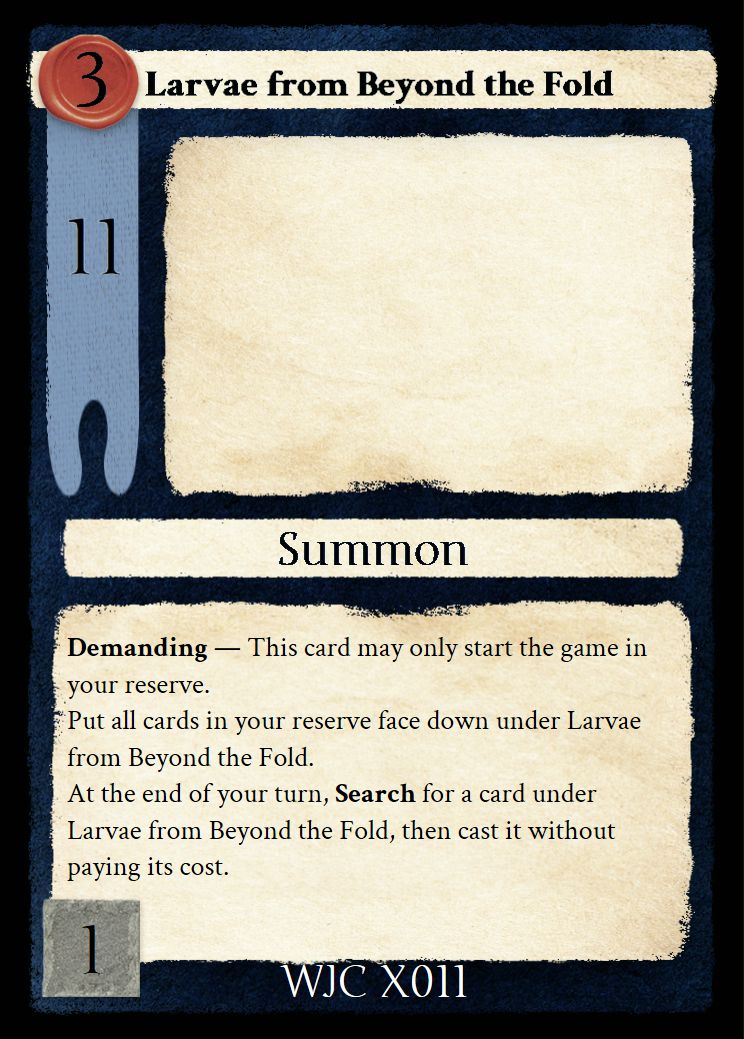 3
Larvae from Beyond the Fold
11
Summon
Demanding — This card may only start the game in
your reserve.
Put all cards in your reserve face down under Larvae
from Beyond the Fold.
At the end of your turn, Search for a card under
Larvae from Beyond the Fold, then cast it without
paying its cost.
1
WJC X011